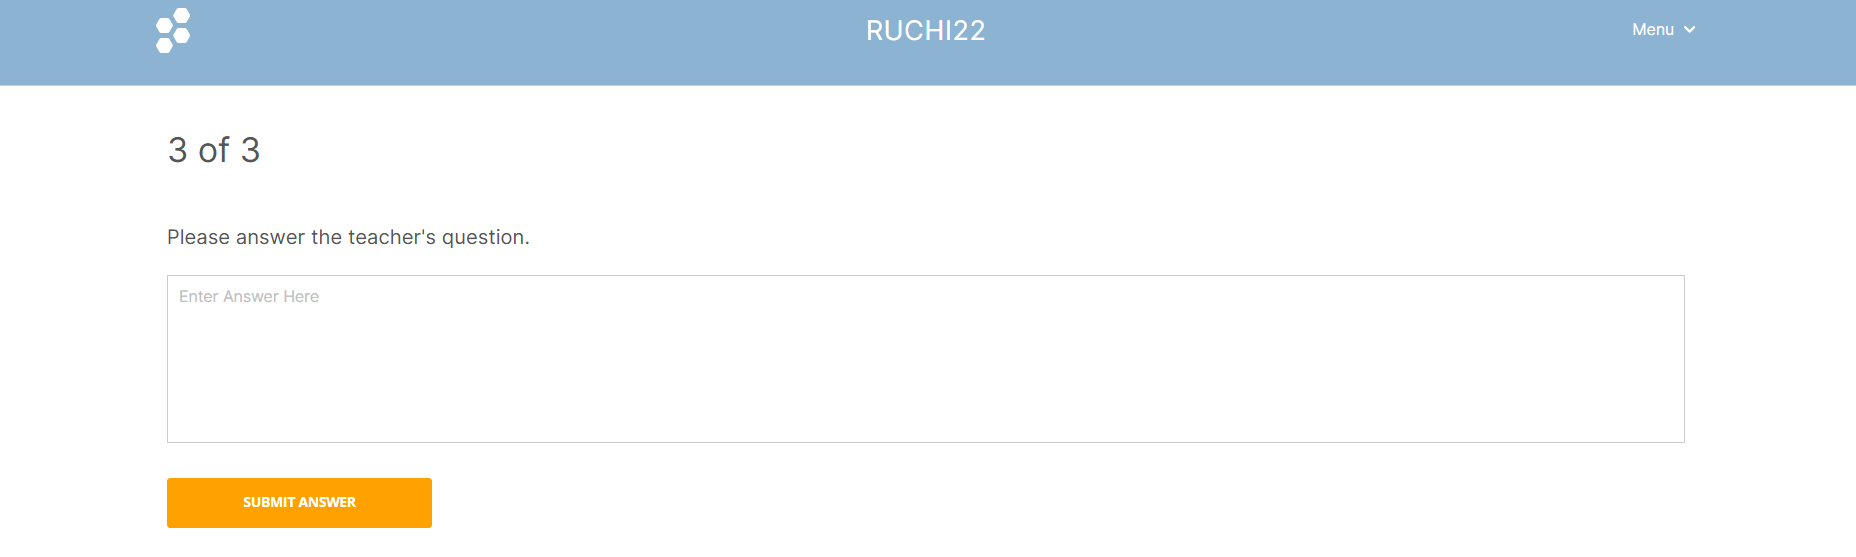 RUCHI22
Menu
3 of 3
Please answer the teacher's question.
Enter Answer Here
SUBMIT ANSWER